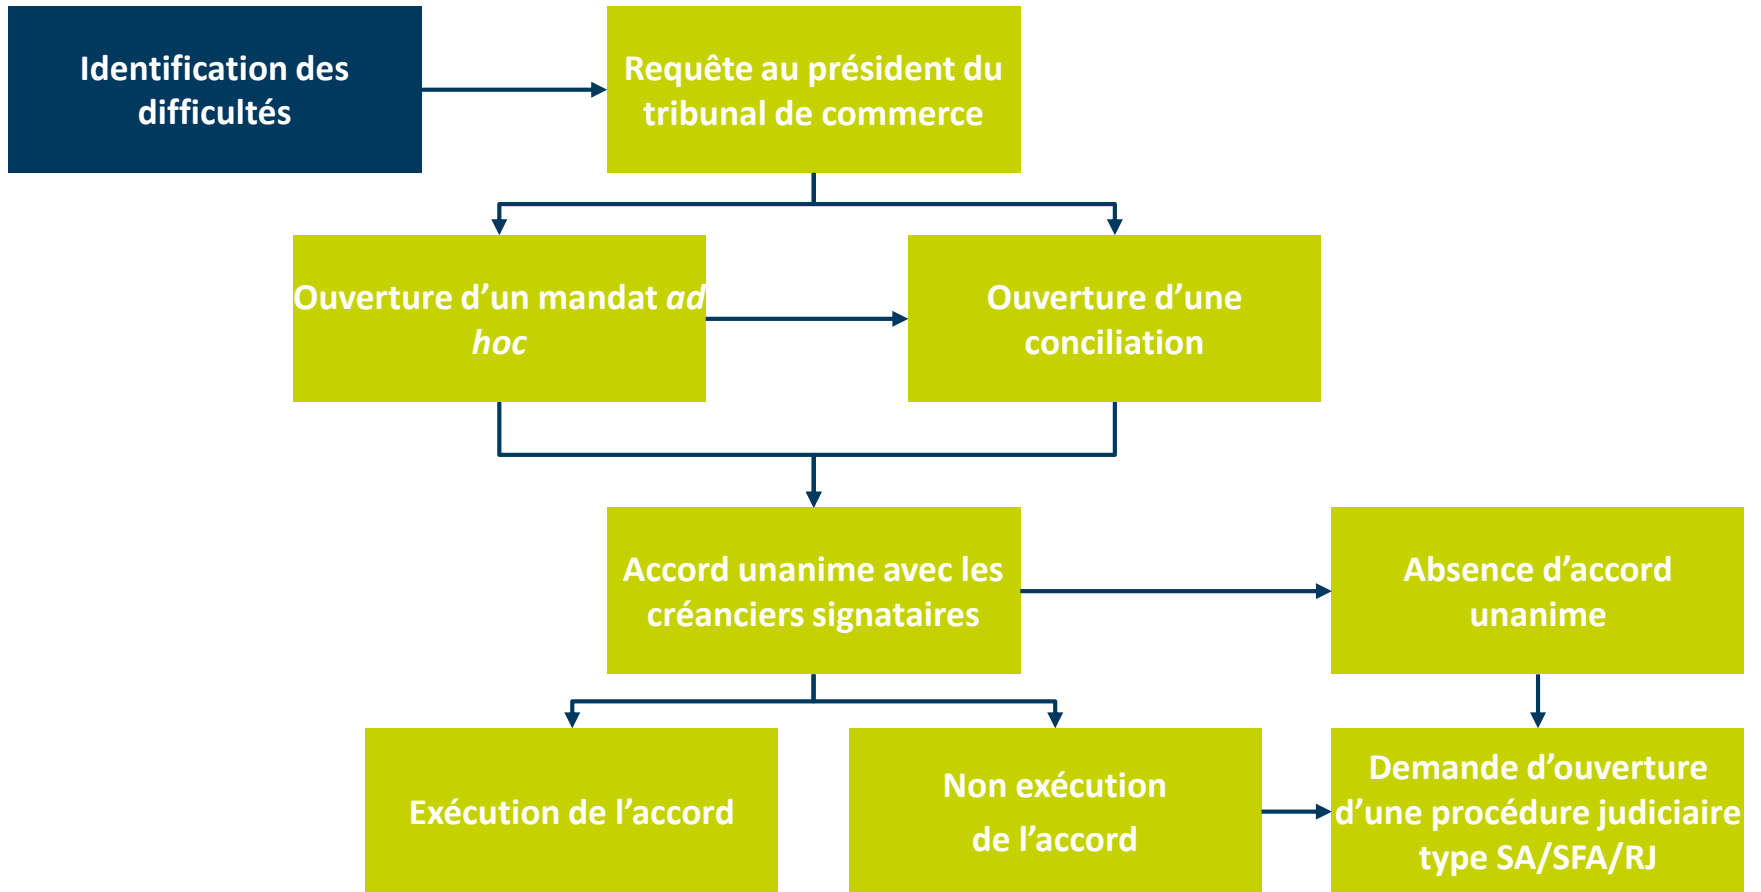 Identification des
difficultés
Requête au président du
tribunal de commerce
Ouverture d’un mandat ad
hoc
Ouverture d’une
conciliation
Accord unanime avec les
créanciers signataires
Absence d’accord
unanime
Exécution de l’accord
Non exécution
de l’accord
Demande d’ouverture
d’une procédure judiciaire
type SA/SFA/RJ